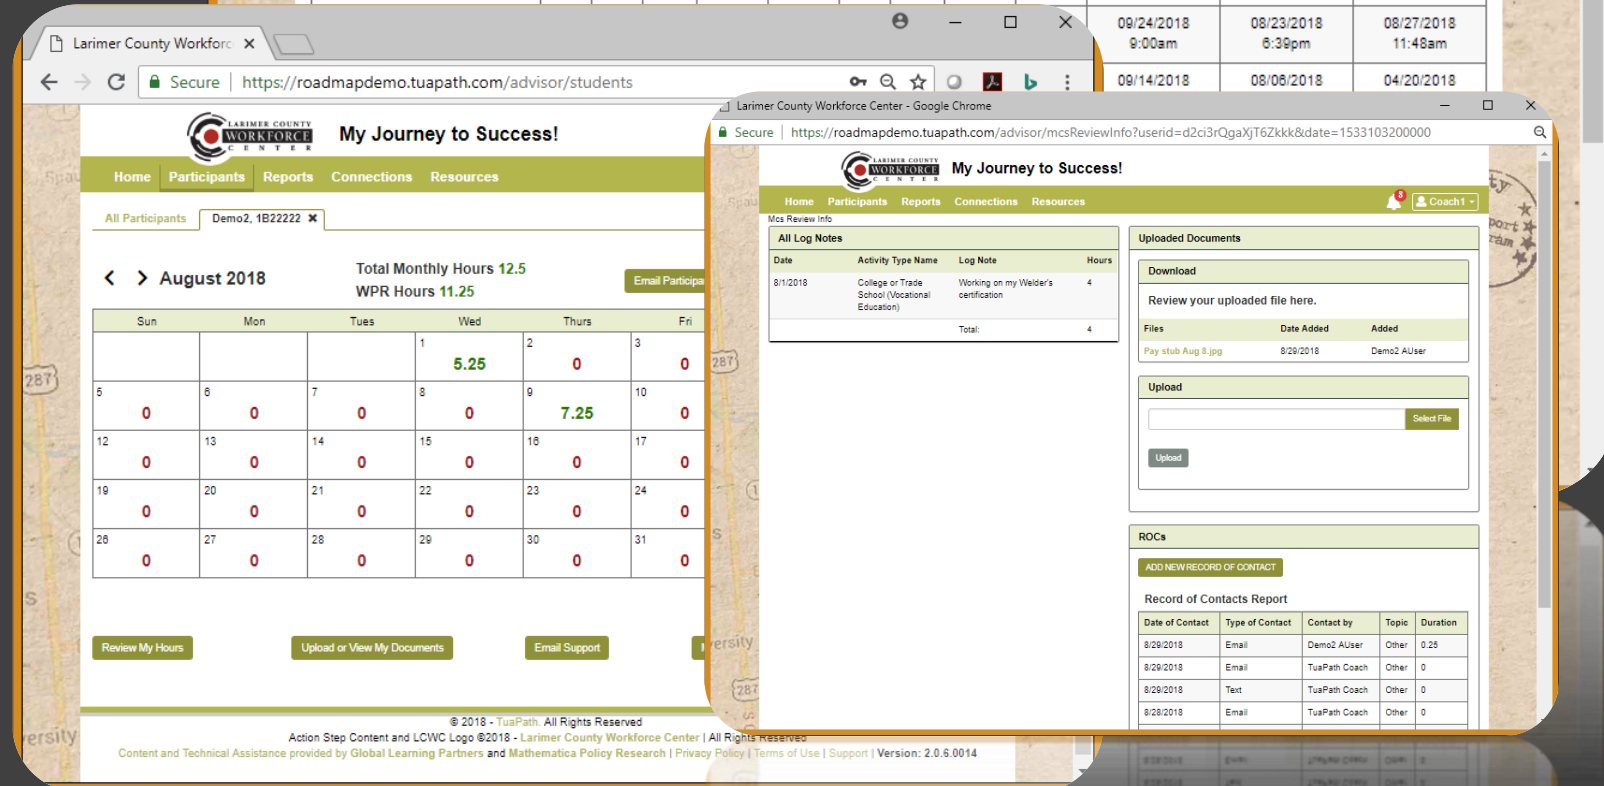 09/24/2018 08/23/2018 08/27/2018
9:00am 6:39pm 11:48am
09/14/2018 08/06/2018 04/20/2018
Larimer County Workforc
Secure https://roadmapdemo.tuapath.com/advisor/students
LARIMER COUNTY
WORKFORCE
CENTER
My Journey to Success!
Home Participants Reports Connections Resources
All Participants Demo2, 1B22222
August 2018
Total Monthly Hours 12.5
WPR Hours 11.25
Email Participa
Sun Mon Tues Wed Thurs Fri
1 2 3
5.25 0 0
5 6 7 8 9 10
0 0 0 0 7.25 0
12 13 14 15 16 17
0 0 0 0 0 0
19 20 21 22 23 24
0 0 0 0 0 0
26 27 28 29 30 31
0 0 0 0 0 0
Review My Hours Upload or View My Documents Email Support
© 2018 - TuaPath. All Rights Reserved
Action Step Content and LCWC Logo ©2018 - Larimer County Workforce Center | All Rights Reserved
Content and Technical Assistance provided by Global Learning Partners and Mathematica Policy Research | Privacy Policy | Terms of Use | Support | Version: 2.0.6.0014
Larimer County Workforce Center - Google Chrome
Secure https://roadmapdemo.tuapath.com/advisor/mcsReviewInfo?userid=d2ci3rQgaXjT6Zkkk&date=1533103200000
LARIMER COUNTY
WORKFORCE
CENTER
My Journey to Success!
Home Participants Reports Connections Resources
8 Coach1
Mcs Review Info
All Log Notes
Date Activity Type Name Log Note Hours
8/1/2018 College or Trade Working on my Welder's 4
School (Vocational certification
Education)
Total: 4
Uploaded Documents
Download
Review your uploaded file here.
Files Date Added Added
Pay stub Aug 8.jpg 8/29/2018 Demo2 AUser
Upload
Select File
Upload
ROCs
ADD NEW RECORD OF CONTACT
Record of Contacts Report
Date of Contact Type of Contact Contact by Topic Duration
8/29/2018 Email Demo2 AUser Other 0.25
8/29/2018 Email TuaPath Coach Other 0
8/29/2018 Text TuaPath Coach Other 0
8/28/2018 Email TuaPath Coach Other 0
287
287
287